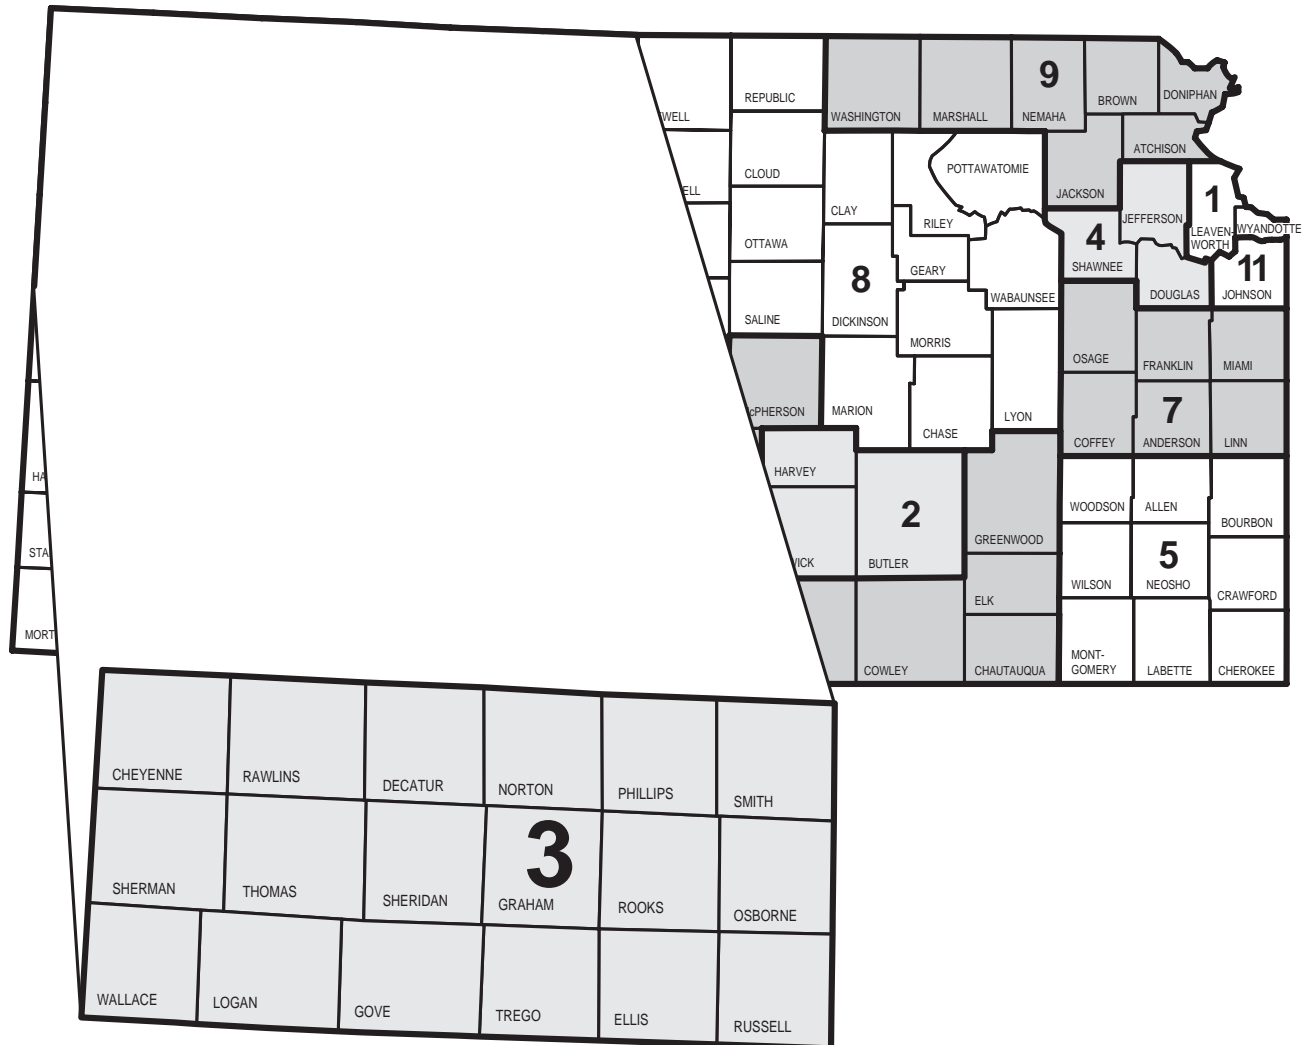 9
REPUBLIC
WASHINGTON
MARSHALL
NEMAHA
BROWN
DONIPHAN
WELL
CLOUD
POTTAWATOMIE
ATCHISON
JACKSON
ELL
CLAY
RILEY
JEFFERSON
1
LEAVEN-
WORTH
WYANDOTTE
OTTAWA
GEARY
4
SHAWNEE
11
JOHNSON
8
DICKINSON
WABAUNSEE
DOUGLAS
SALINE
MORRIS
OSAGE
FRANKLIN
MIAMI
cPHERSON
MARION
CHASE
LYON
COFFEY
7
ANDERSON
LINN
HA
HARVEY
2
BUTLER
GREENWOOD
WOODSON
ALLEN
BOURBON
STA
VICK
5
NEOSHO
WILSON
CRAWFORD
ELK
MORT
COWLEY
CHAUTAUQUA
MONT-
GOMERY
LABETTE
CHEROKEE
CHEYENNE
RAWLINS
DECATUR
NORTON
PHILLIPS
SMITH
3
SHERMAN
THOMAS
SHERIDAN
GRAHAM
ROOKS
OSBORNE
WALLACE
LOGAN
GOVE
TREGO
ELLIS
RUSSELL